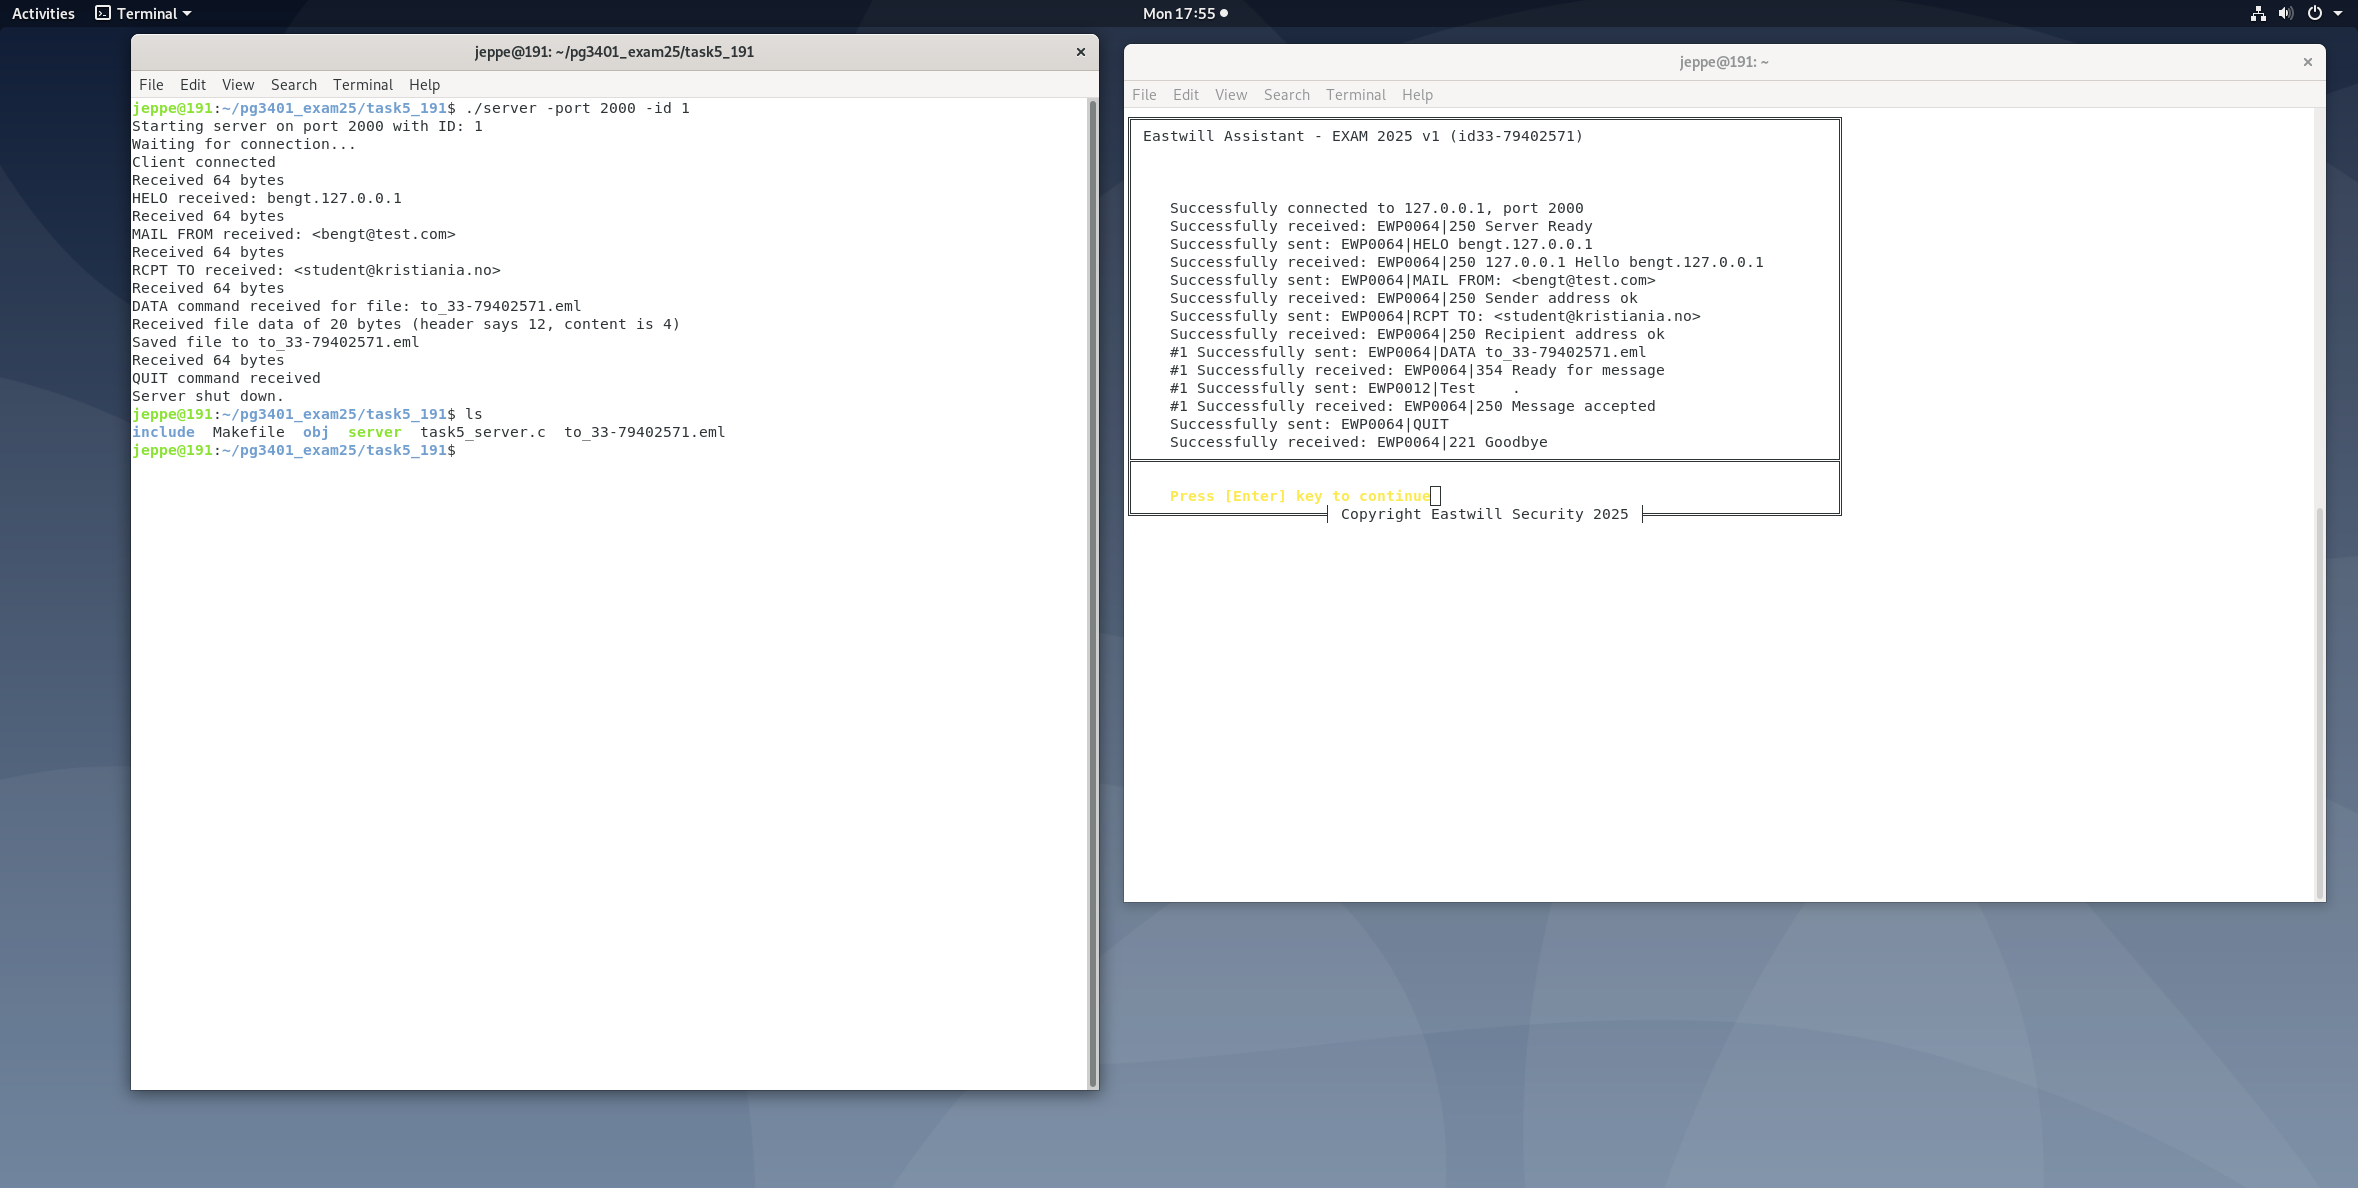 Activities Terminal Mon 17:55
jeppe@191: ~/pg3401_exam25/task5_191
File Edit View Search Terminal Help
jeppe@191:~/pg3401_exam25/task5_191$ ./server -port 2000 -id 1
Starting server on port 2000 with ID: 1
Waiting for connection...
Client connected
Received 64 bytes
HELO received: bengt.127.0.0.1
Received 64 bytes
MAIL FROM received: <bengt@test.com>
Received 64 bytes
RCPT TO received: <student@kristiania.no>
Received 64 bytes
DATA command received for file: to_33-79402571.eml
Received file data of 20 bytes (header says 12, content is 4)
Saved file to to_33-79402571.eml
Received 64 bytes
QUIT command received
Server shut down.
jeppe@191:~/pg3401_exam25/task5_191$ ls
include Makefile obj server task5_server.c to_33-79402571.eml
jeppe@191:~/pg3401_exam25/task5_191$
jeppe@191: ~
File Edit View Search Terminal Help
Eastwill Assistant - EXAM 2025 v1 (id33-79402571)
Successfully connected to 127.0.0.1, port 2000
Successfully received: EWP0064|250 Server Ready
Successfully sent: EWP0064|HELO bengt.127.0.0.1
Successfully received: EWP0064|250 127.0.0.1 Hello bengt.127.0.0.1
Successfully sent: EWP0064|MAIL FROM: <bengt@test.com>
Successfully received: EWP0064|250 Sender address ok
Successfully sent: EWP0064|RCPT TO: <student@kristiania.no>
Successfully received: EWP0064|250 Recipient address ok
#1 Successfully sent: EWP0064|DATA to_33-79402571.eml
#1 Successfully received: EWP0064|354 Ready for message
#1 Successfully sent: EWP0012|Test    .
#1 Successfully received: EWP0064|250 Message accepted
Successfully sent: EWP0064|QUIT
Successfully received: EWP0064|221 Goodbye
Press [Enter] key to continue
Copyright Eastwill Security 2025